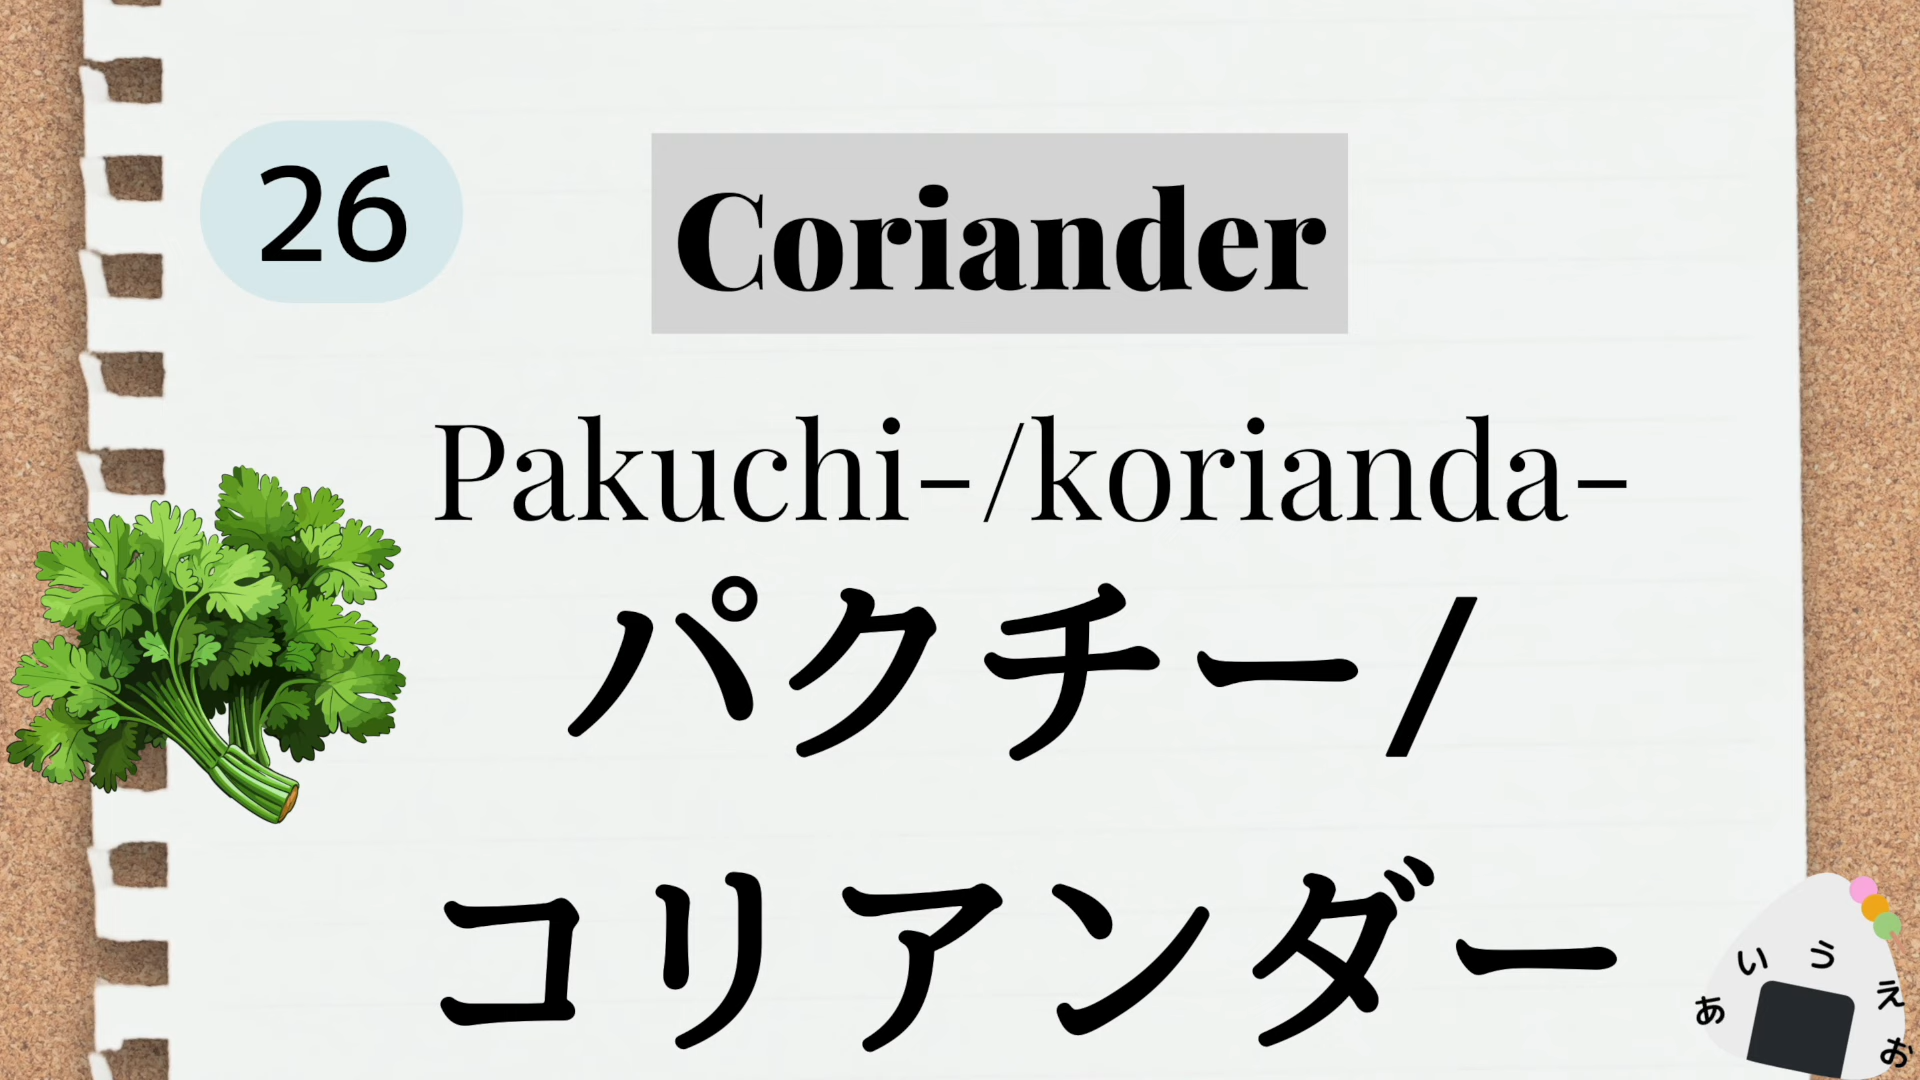 26
Coriander
Pakuchi-/korianda-
パクチー/
コリアンダー
あ い う え お